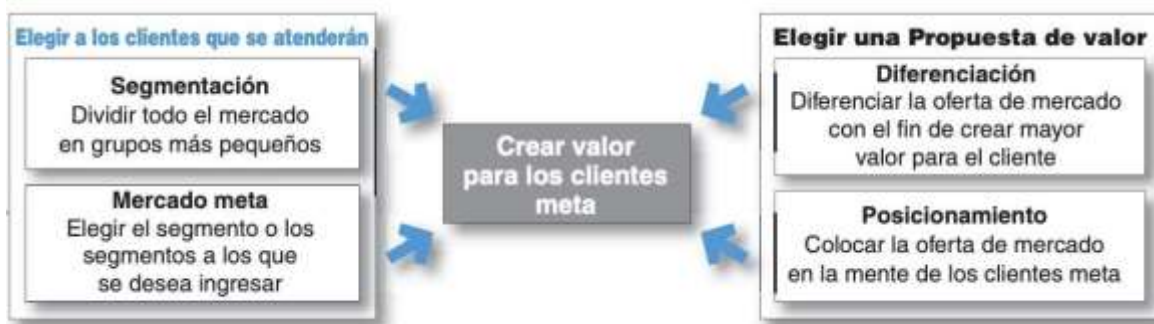 Elegir a los clientes que se atenderán
Segmentación
Dividir todo el mercado
en grupos más pequeños
Mercado meta
Elegir el segmento o los
segmentos a los que
se desea ingresar
Crear valor
para los clientes
meta
Elegir una Propuesta de valor
Diferenciación
Diferenciar la oferta de mercado
con el fin de crear mayor
valor para el cliente
Posicionamiento
Colocar la oferta de mercado
en la mente de los clientes meta